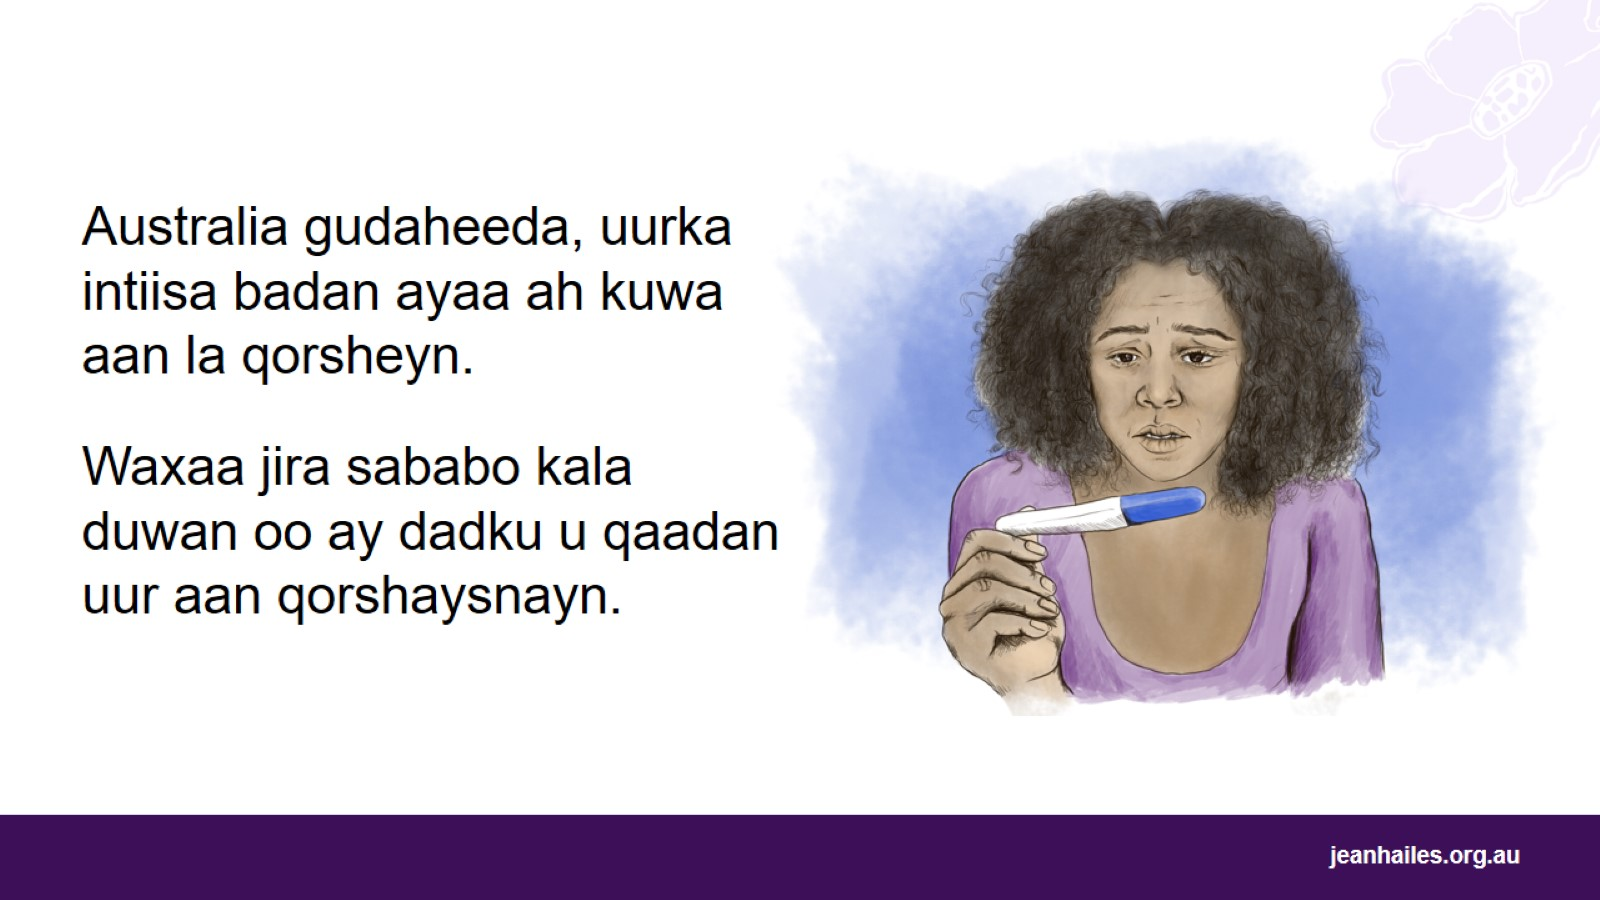 Australia gudaheeda, uurka
intiisa badan ayaa ah kuwa
aan la qorsheyn.
Waxaa jira sababo kala
duwan oo ay dadku u qaadan
uur aan qorshaysnayn.
jeanhailes.org.au